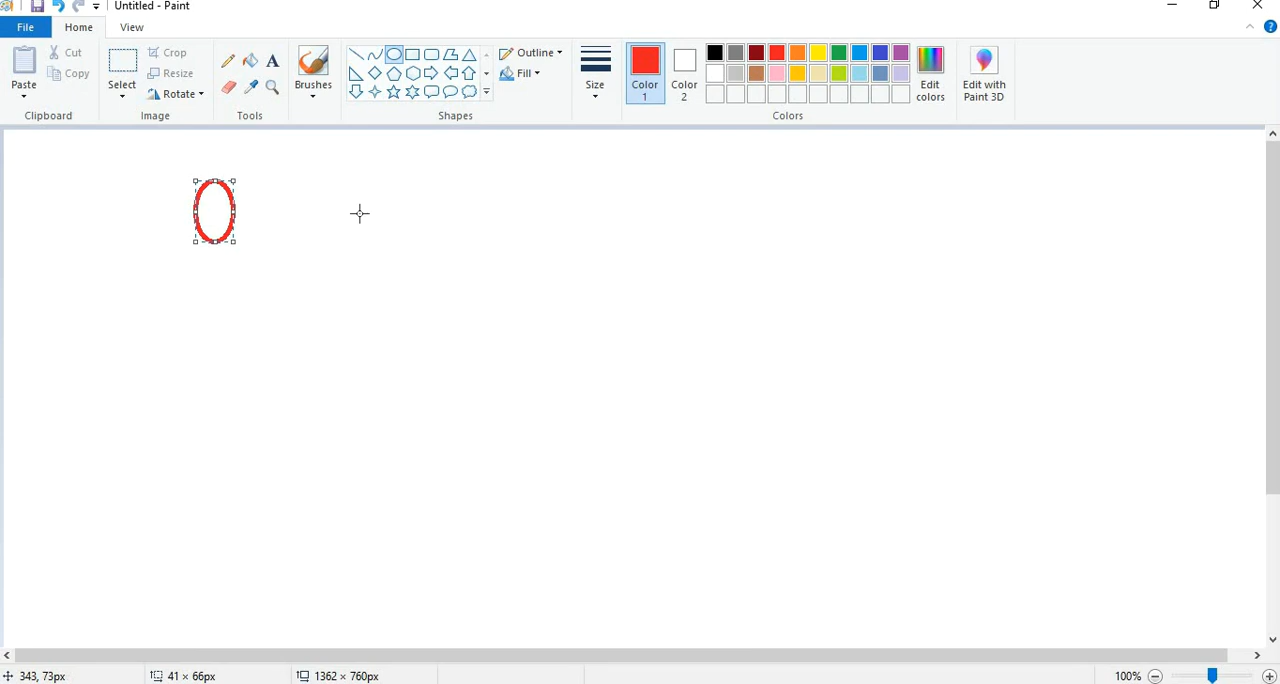 Untitled - Paint
File Home View
Paste Cut Copy
Select Crop Resize Rotate
A
Brushes
Outline Fill
Size
Color 1
Color 2
Edit colors
Edit with Paint 3D
Clipboard Image Tools Shapes Colors
343, 73px 41 × 66px 1362 × 760px 100%